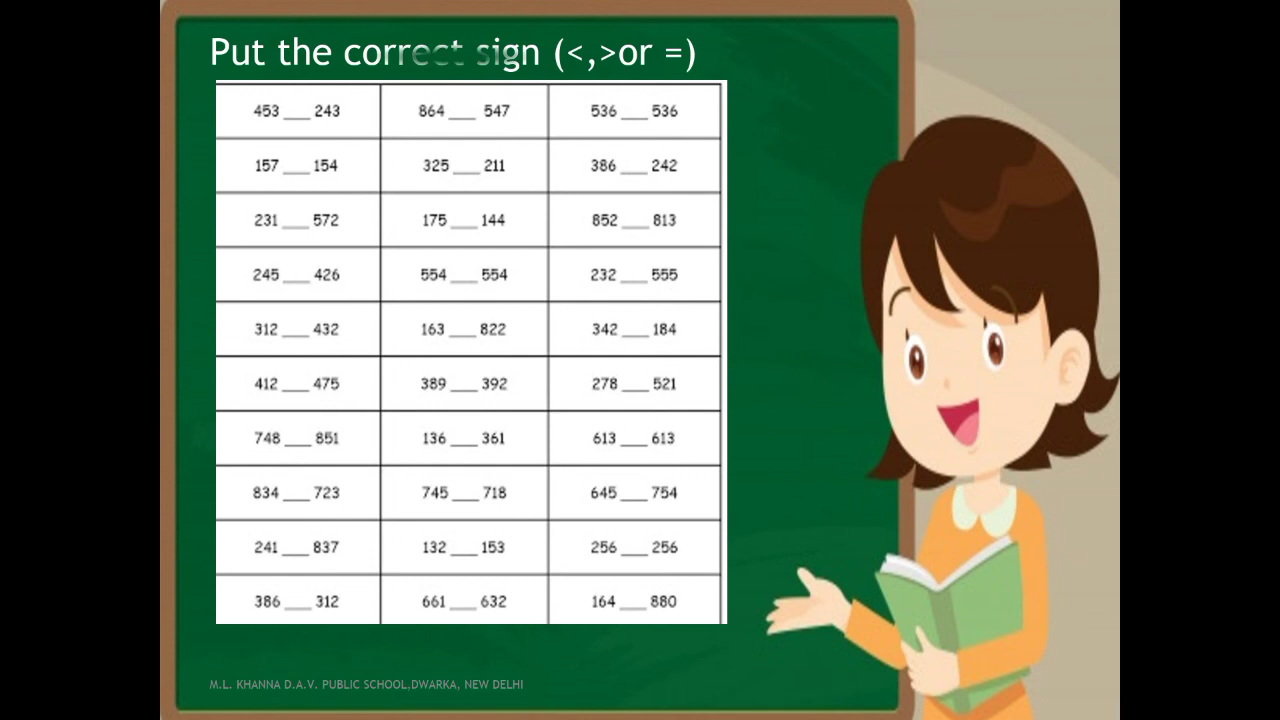 Put the correct sign (<,>or =)
453 ___ 243 864 ___ 547 536 ___ 536
157 ___ 154 325 ___ 211 386 ___ 242
231 ___ 572 175 ___ 144 852 ___ 813
245 ___ 426 554 ___ 554 232 ___ 555
312 ___ 432 163 ___ 822 342 ___ 184
412 ___ 475 389 ___ 392 278 ___ 521
748 ___ 851 136 ___ 361 613 ___ 613
834 ___ 723 745 ___ 718 645 ___ 754
241 ___ 837 132 ___ 153 256 ___ 256
386 ___ 312 661 ___ 632 164 ___ 880
M.L. KHANNA D.A.V. PUBLIC SCHOOL,DWARKA, NEW DELHI